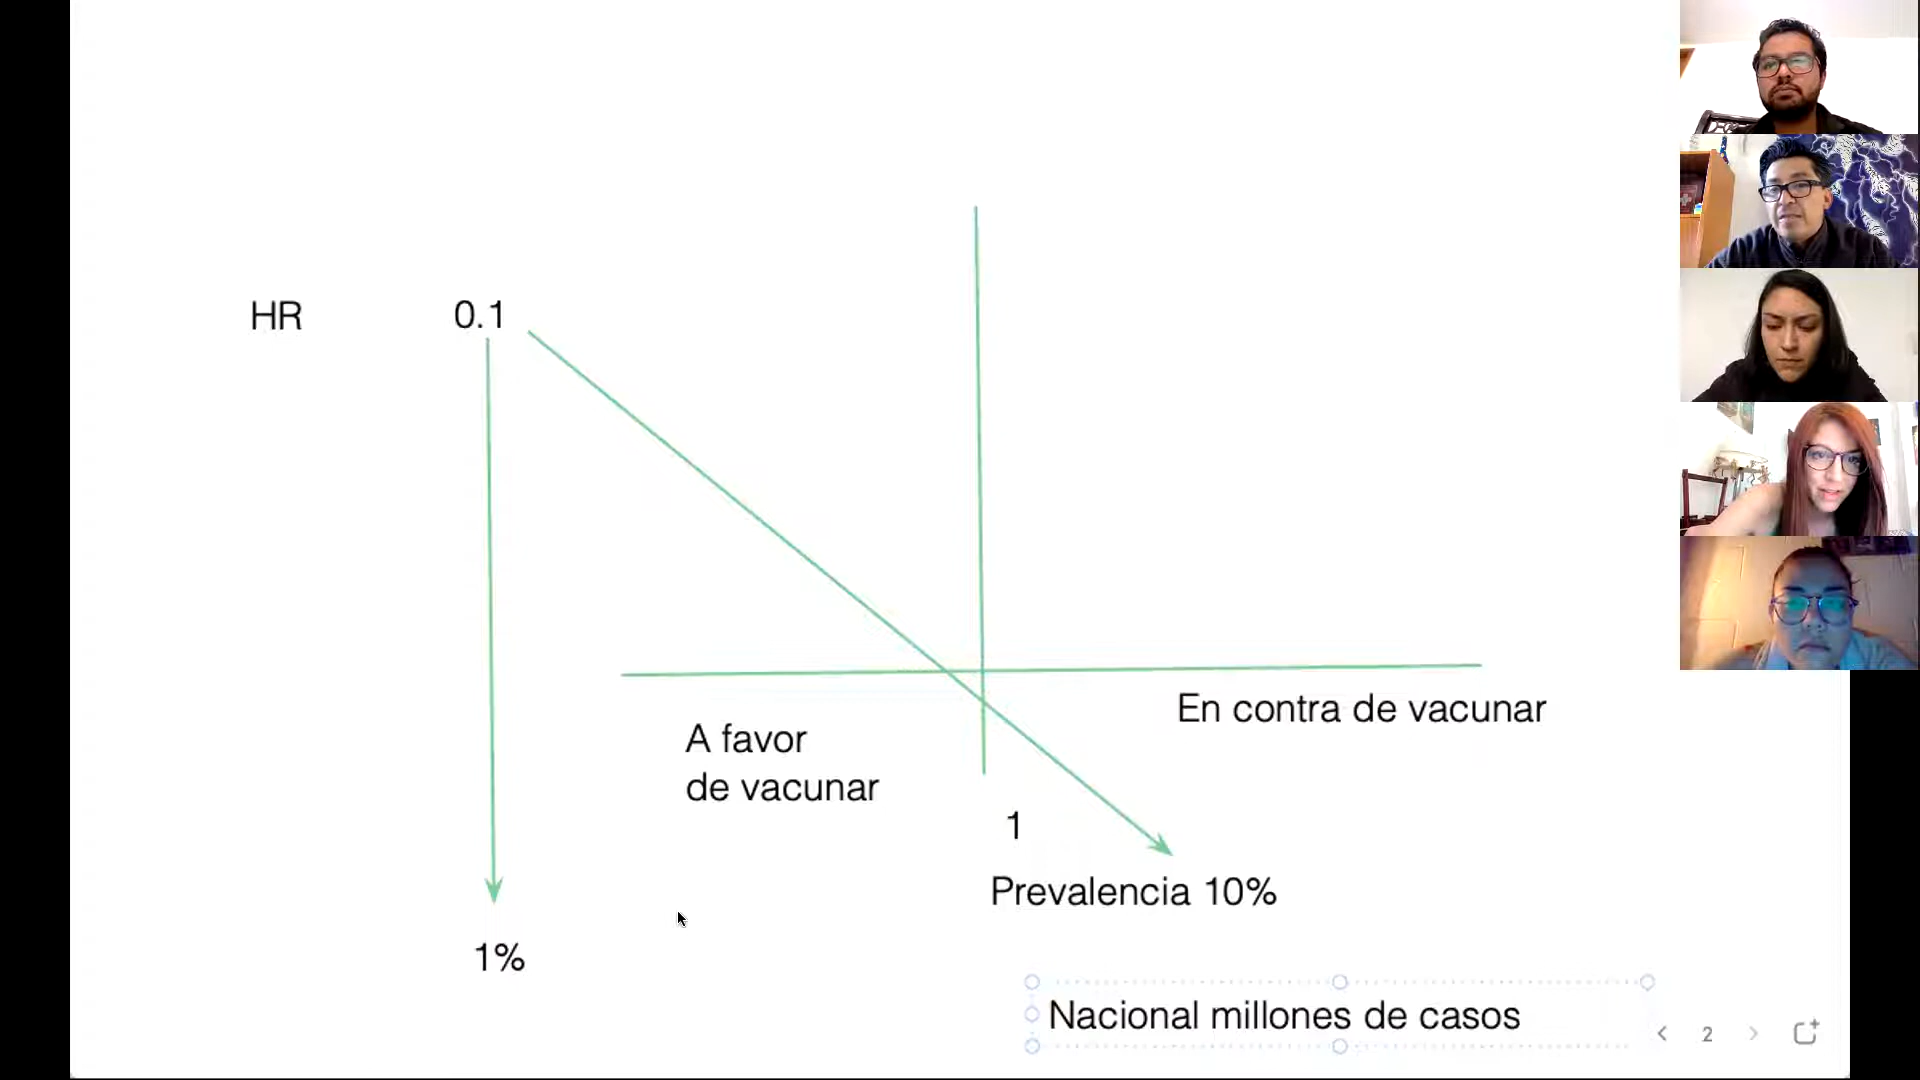 HR
0.1
En contra de vacunar
A favor
de vacunar
1
Prevalencia 10%
1%
Nacional millones de casos
2